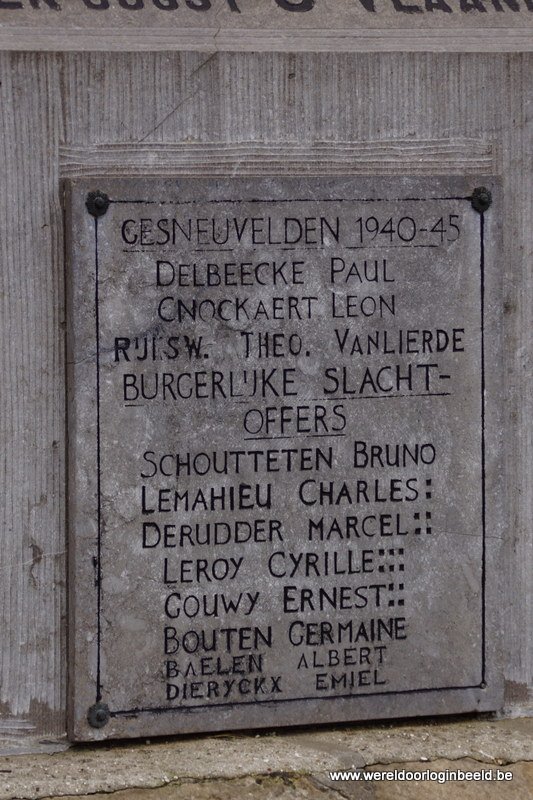 GESNEUVELDEN 1940-45
DELBEECKE PAUL
CNOCKAERT LEON
RIJISW. THEO. VANLIERDE
BURGERLIJKE SLACHT-
OFFERS
SCHOUTTETEN BRUNO
LEMAHIEU CHARLES:
DERUDDER MARCEL::
LEROY CYRILLE:::
GOUWY ERNEST::
BOUTEN GERMAINE
BAELEN ALBERT
DIERYCKX EMIEL
www.wereldoorloginbeeld.be